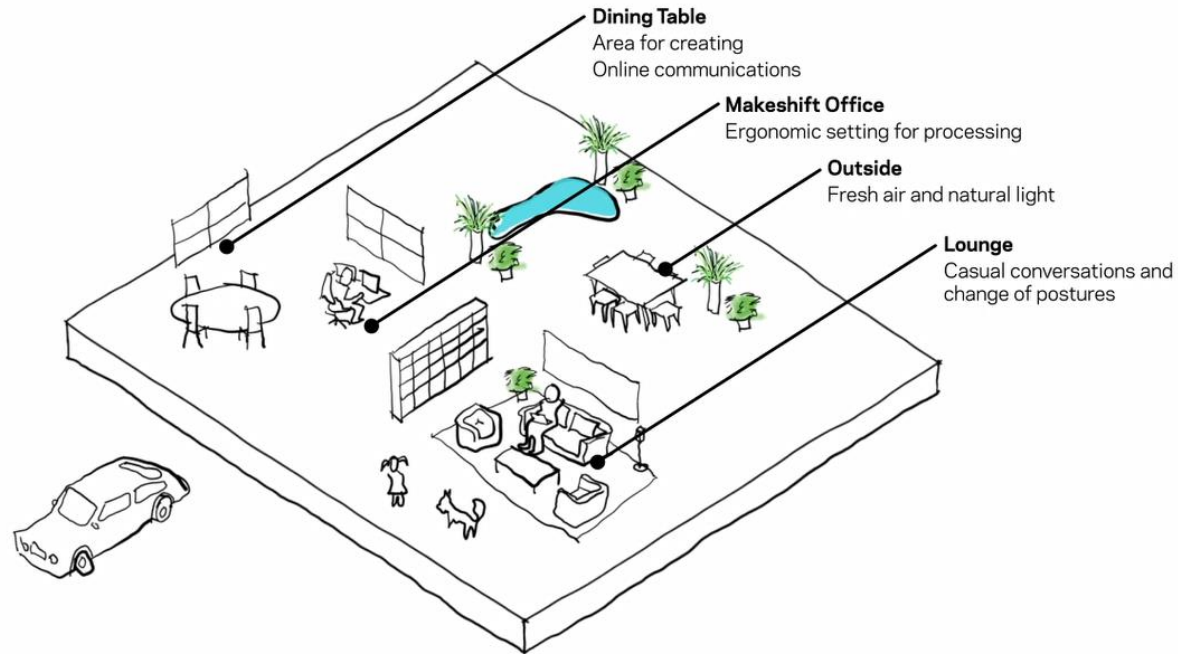 Dining Table
Area for creating
Online communications
Makeshift Office
Ergonomic setting for processing
Outside
Fresh air and natural light
Lounge
Casual conversations and
change of postures